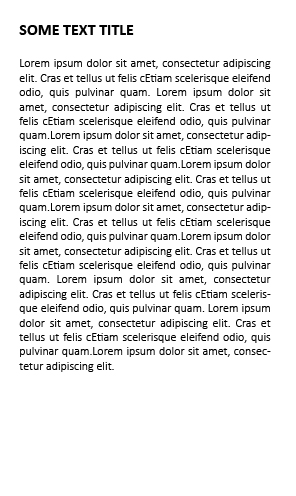 SOME TEXT TITLE
Lorem ipsum dolor sit amet, consectetur adipiscing
elit. Cras et tellus ut felis cEtiam scelerisque eleifend
odio, quis pulvinar quam. Lorem ipsum dolor sit
amet, consectetur adipiscing elit. Cras et tellus ut
felis cEtiam scelerisque eleifend odio, quis pulvinar
quam.Lorem ipsum dolor sit amet, consectetur adip-
iscing elit. Cras et tellus ut felis cEtiam scelerisque
eleifend odio, quis pulvinar quam.Lorem ipsum dolor
sit amet, consectetur adipiscing elit. Cras et tellus ut
felis cEtiam scelerisque eleifend odio, quis pulvinar
quam.Lorem ipsum dolor sit amet, consectetur adip-
iscing elit. Cras et tellus ut felis cEtiam scelerisque
eleifend odio, quis pulvinar quam.Lorem ipsum dolor
sit amet, consectetur adipiscing elit. Cras et tellus ut
felis cEtiam scelerisque eleifend odio, quis pulvinar
quam. Lorem ipsum dolor sit amet, consectetur
adipiscing elit. Cras et tellus ut felis cEtiam sceleris-
que eleifend odio, quis pulvinar quam. Lorem ipsum
dolor sit amet, consectetur adipiscing elit. Cras et
tellus ut felis cEtiam scelerisque eleifend odio, quis
pulvinar quam.Lorem ipsum dolor sit amet, consec-
tetur adipiscing elit.